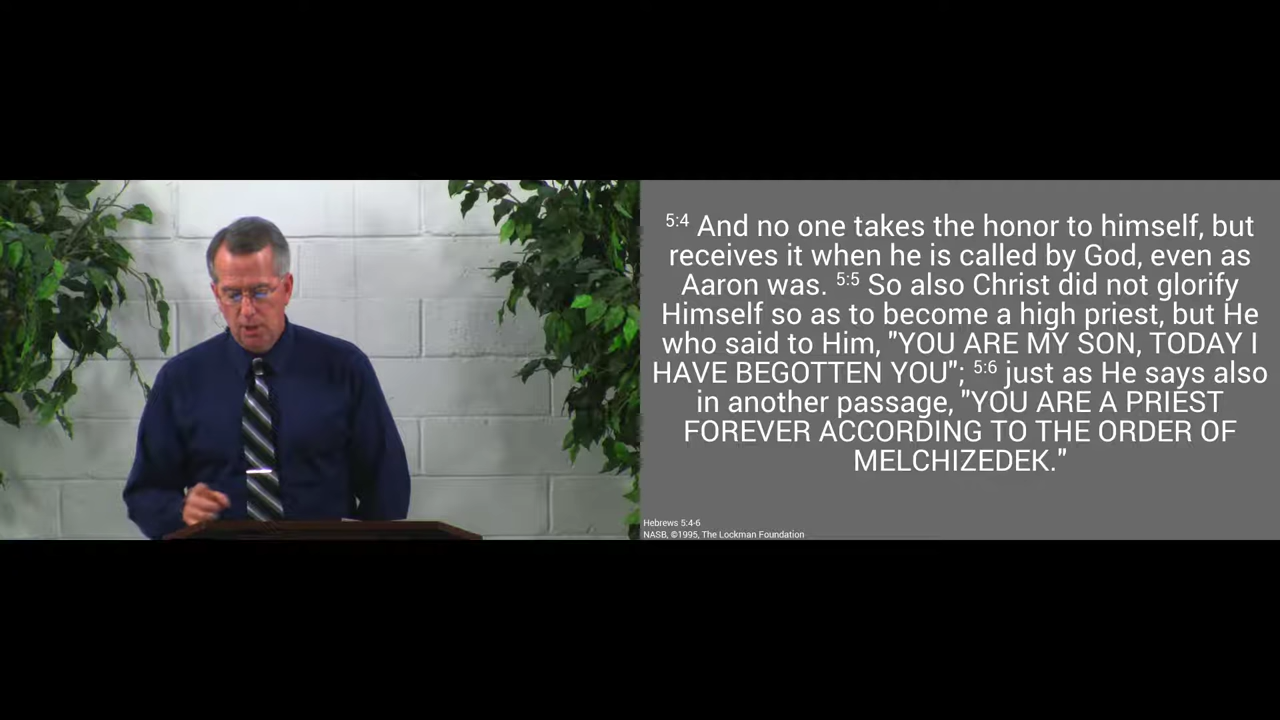 5:4 And no one takes the honor to himself, but
receives it when he is called by God, even as
Aaron was. 5:5 So also Christ did not glorify
Himself so as to become a high priest, but He
who said to Him, "YOU ARE MY SON, TODAY I
HAVE BEGOTTEN YOU"; 5:6 just as He says also
in another passage, "YOU ARE A PRIEST
FOREVER ACCORDING TO THE ORDER OF
MELCHIZEDEK."
Hebrews 5:4-6
NASB, ©1995, The Lockman Foundation